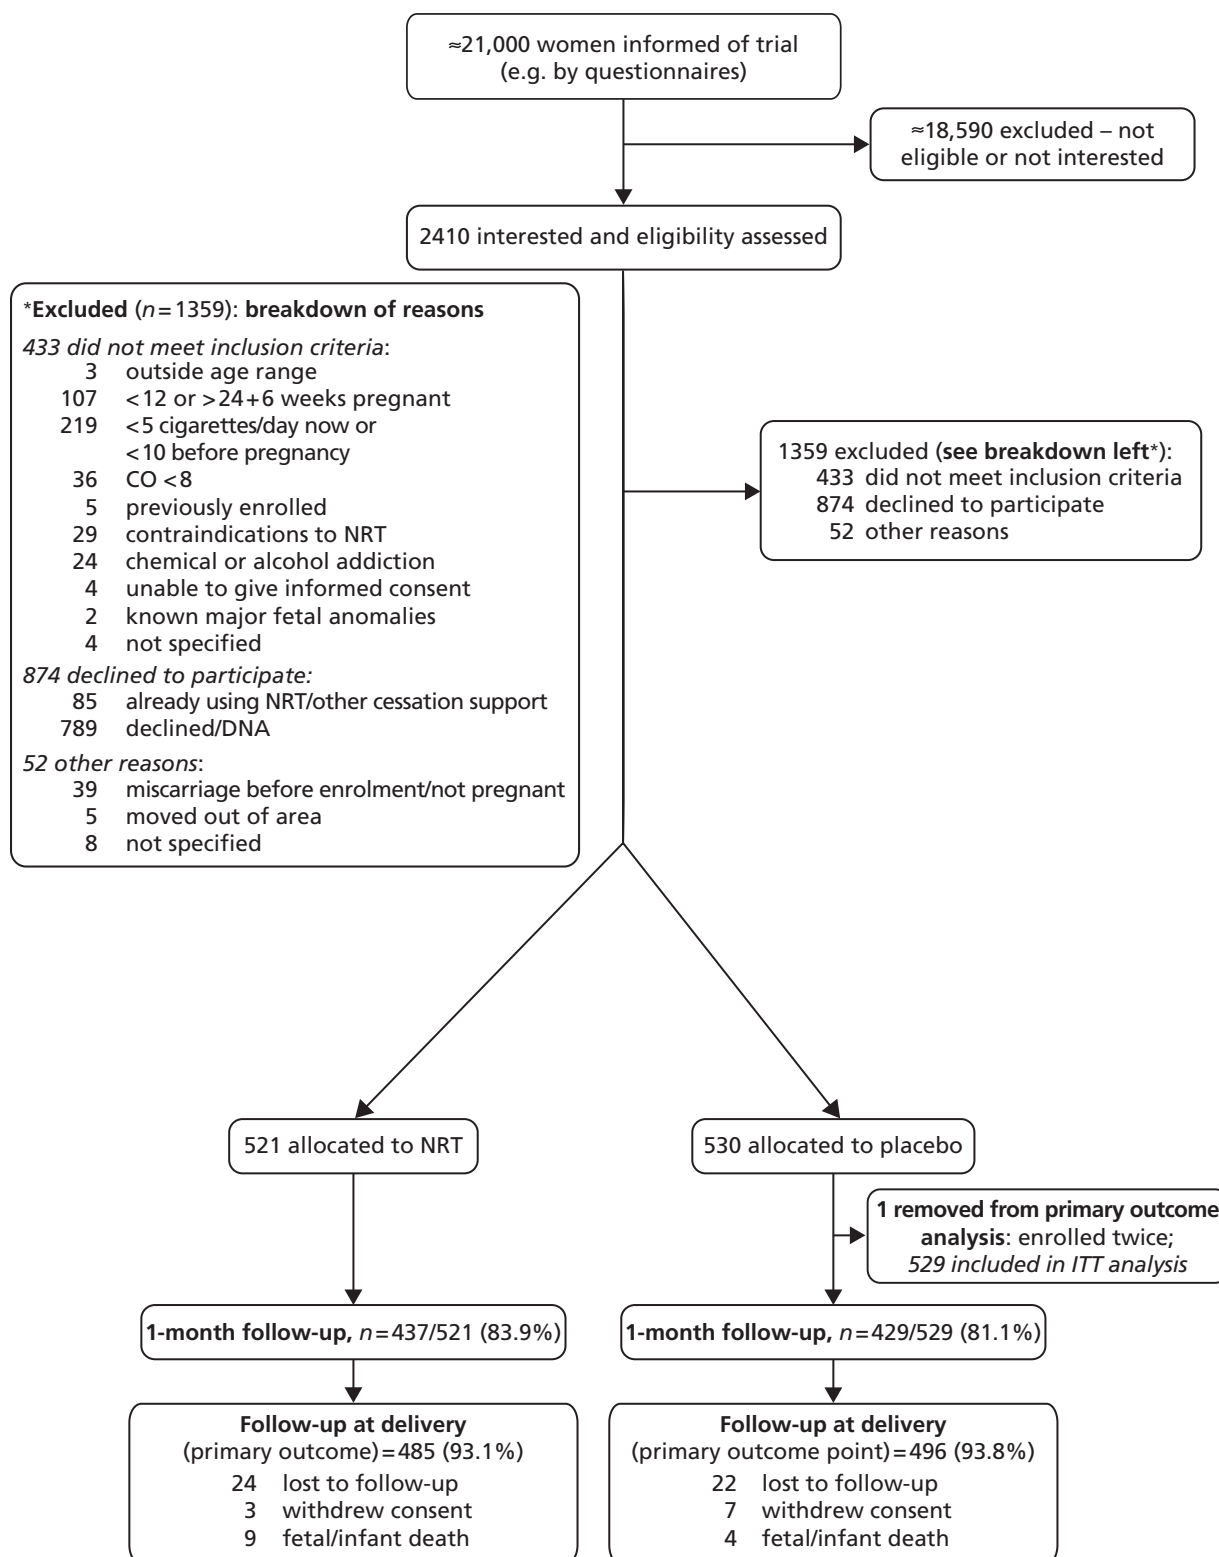 ≈21,000 women informed of trial
(e.g. by questionnaires)
≈18,590 excluded – not
eligible or not interested
2410 interested and eligibility assessed
*Excluded (n=1359): breakdown of reasons
433 did not meet inclusion criteria:
3 outside age range
107 <12 or >24+6 weeks pregnant
219 <5 cigarettes/day now or
<10 before pregnancy
36 CO <8
5 previously enrolled
29 contraindications to NRT
24 chemical or alcohol addiction
4 unable to give informed consent
2 known major fetal anomalies
4 not specified
874 declined to participate:
85 already using NRT/other cessation support
789 declined/DNA
52 other reasons:
39 miscarriage before enrolment/not pregnant
5 moved out of area
8 not specified
1359 excluded (see breakdown left*):
433 did not meet inclusion criteria
874 declined to participate
52 other reasons
521 allocated to NRT
530 allocated to placebo
1 removed from primary outcome
analysis: enrolled twice;
529 included in ITT analysis
1-month follow-up, n=437/521 (83.9%)
1-month follow-up, n=429/529 (81.1%)
Follow-up at delivery
(primary outcome)=485 (93.1%)
24 lost to follow-up
3 withdrew consent
9 fetal/infant death
Follow-up at delivery
(primary outcome point)=496 (93.8%)
22 lost to follow-up
7 withdrew consent
4 fetal/infant death